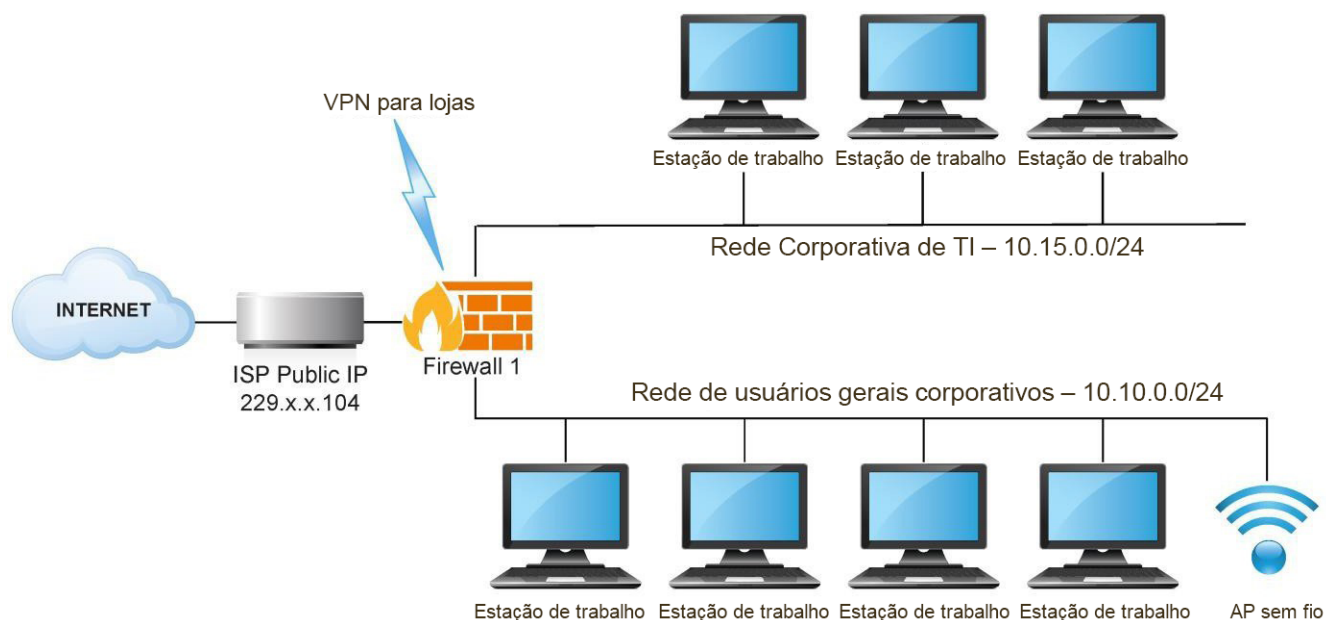 VPN para lojas
Estação de trabalho
Estação de trabalho
Estação de trabalho
Rede Corporativa de TI – 10.15.0.0/24
INTERNET
ISP Public IP
229.x.x.104
Firewall 1
Rede de usuários gerais corporativos – 10.10.0.0/24
Estação de trabalho
Estação de trabalho
Estação de trabalho
Estação de trabalho
AP sem fio